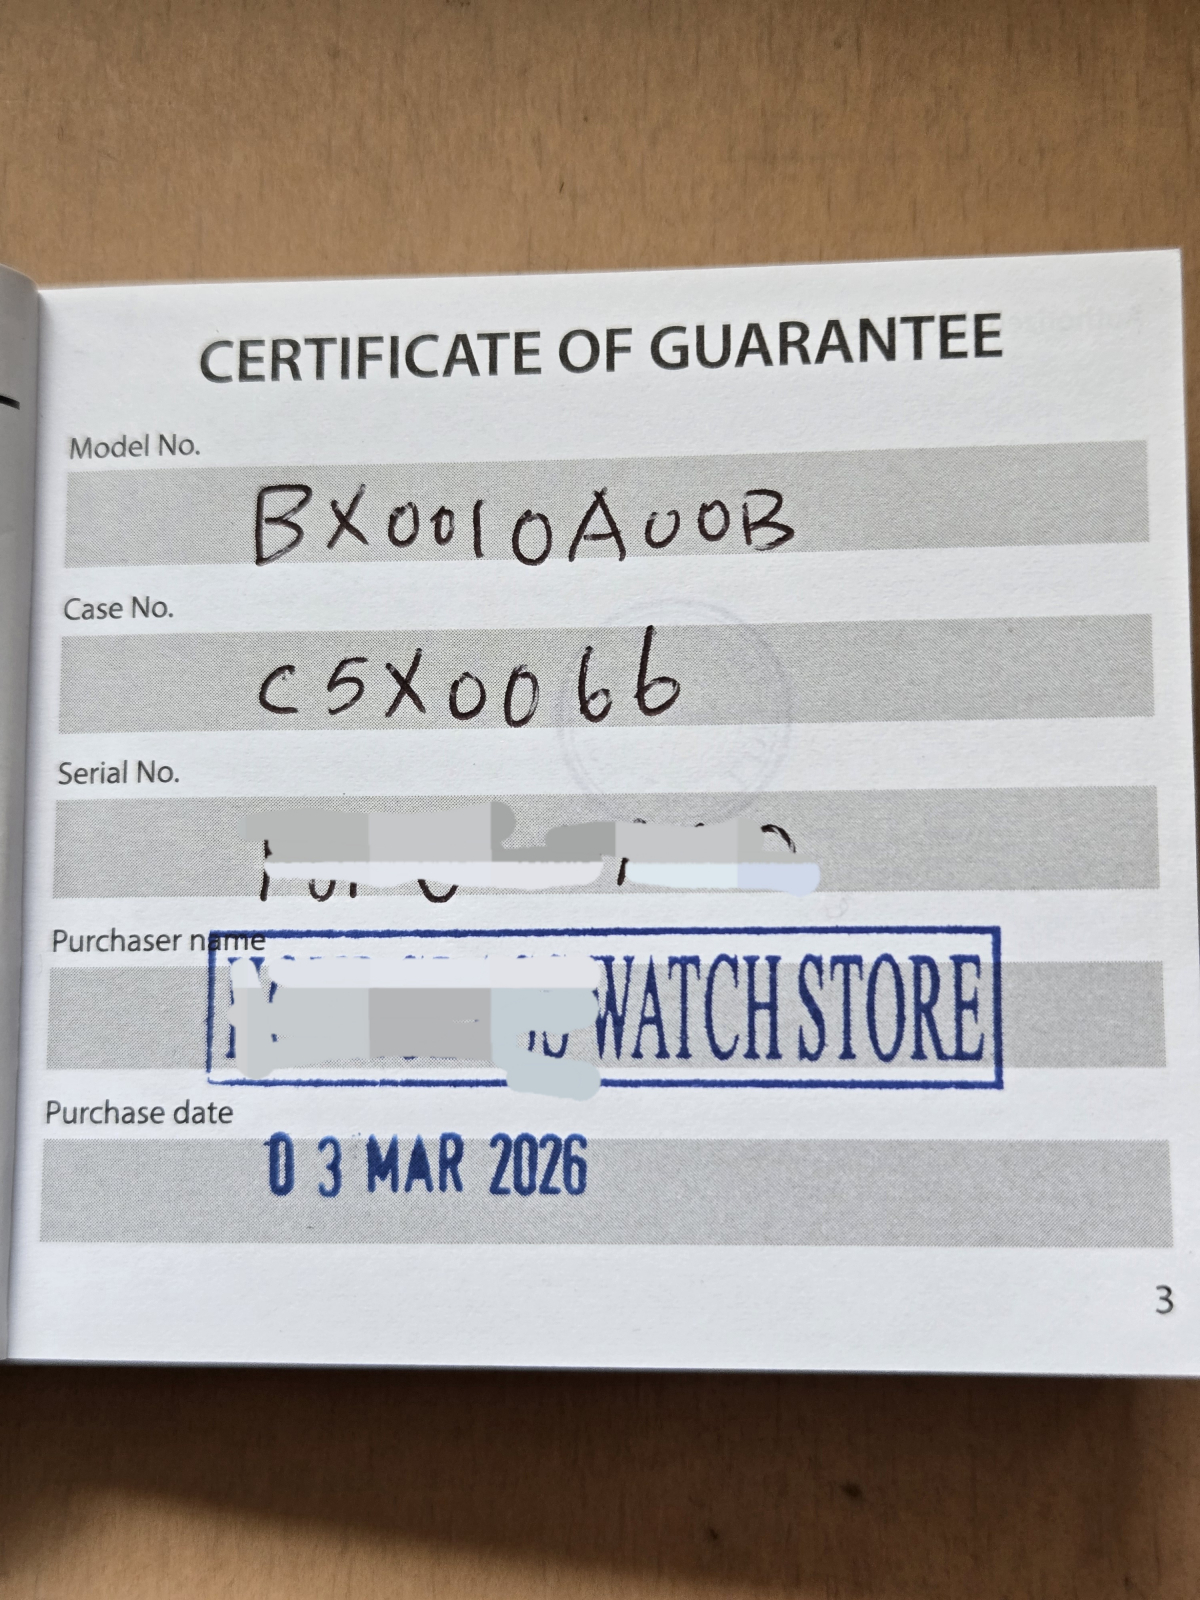 CERTIFICATE OF GUARANTEE
Model No.
BX0010A00B
Case No.
C5X0066
Serial No.
Purchaser name
WATCH STORE
Purchase date
03 MAR 2026
3